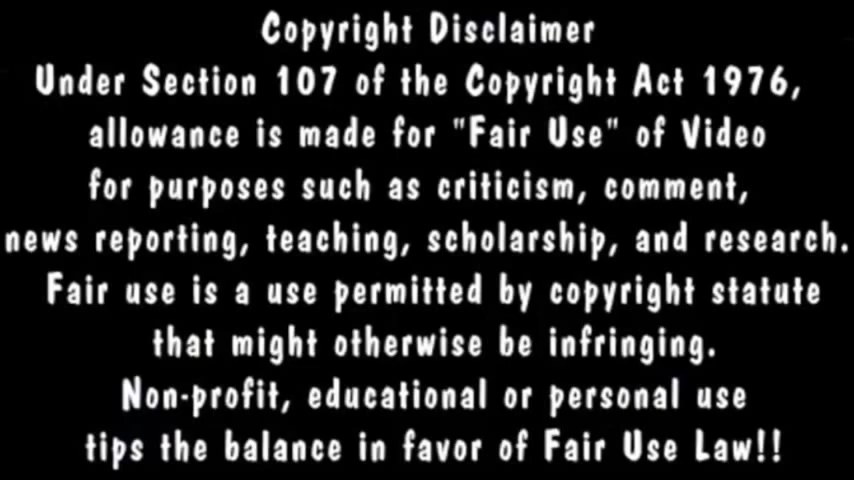 Copyright Disclaimer
Under Section 107 of the Copyright Act 1976,
allowance is made for "Fair Use" of Video
for purposes such as criticism, comment,
news reporting, teaching, scholarship, and research.
Fair use is a use permitted by copyright statute
that might otherwise be infringing.
Non-profit, educational or personal use
tips the balance in favor of Fair Use Law!!